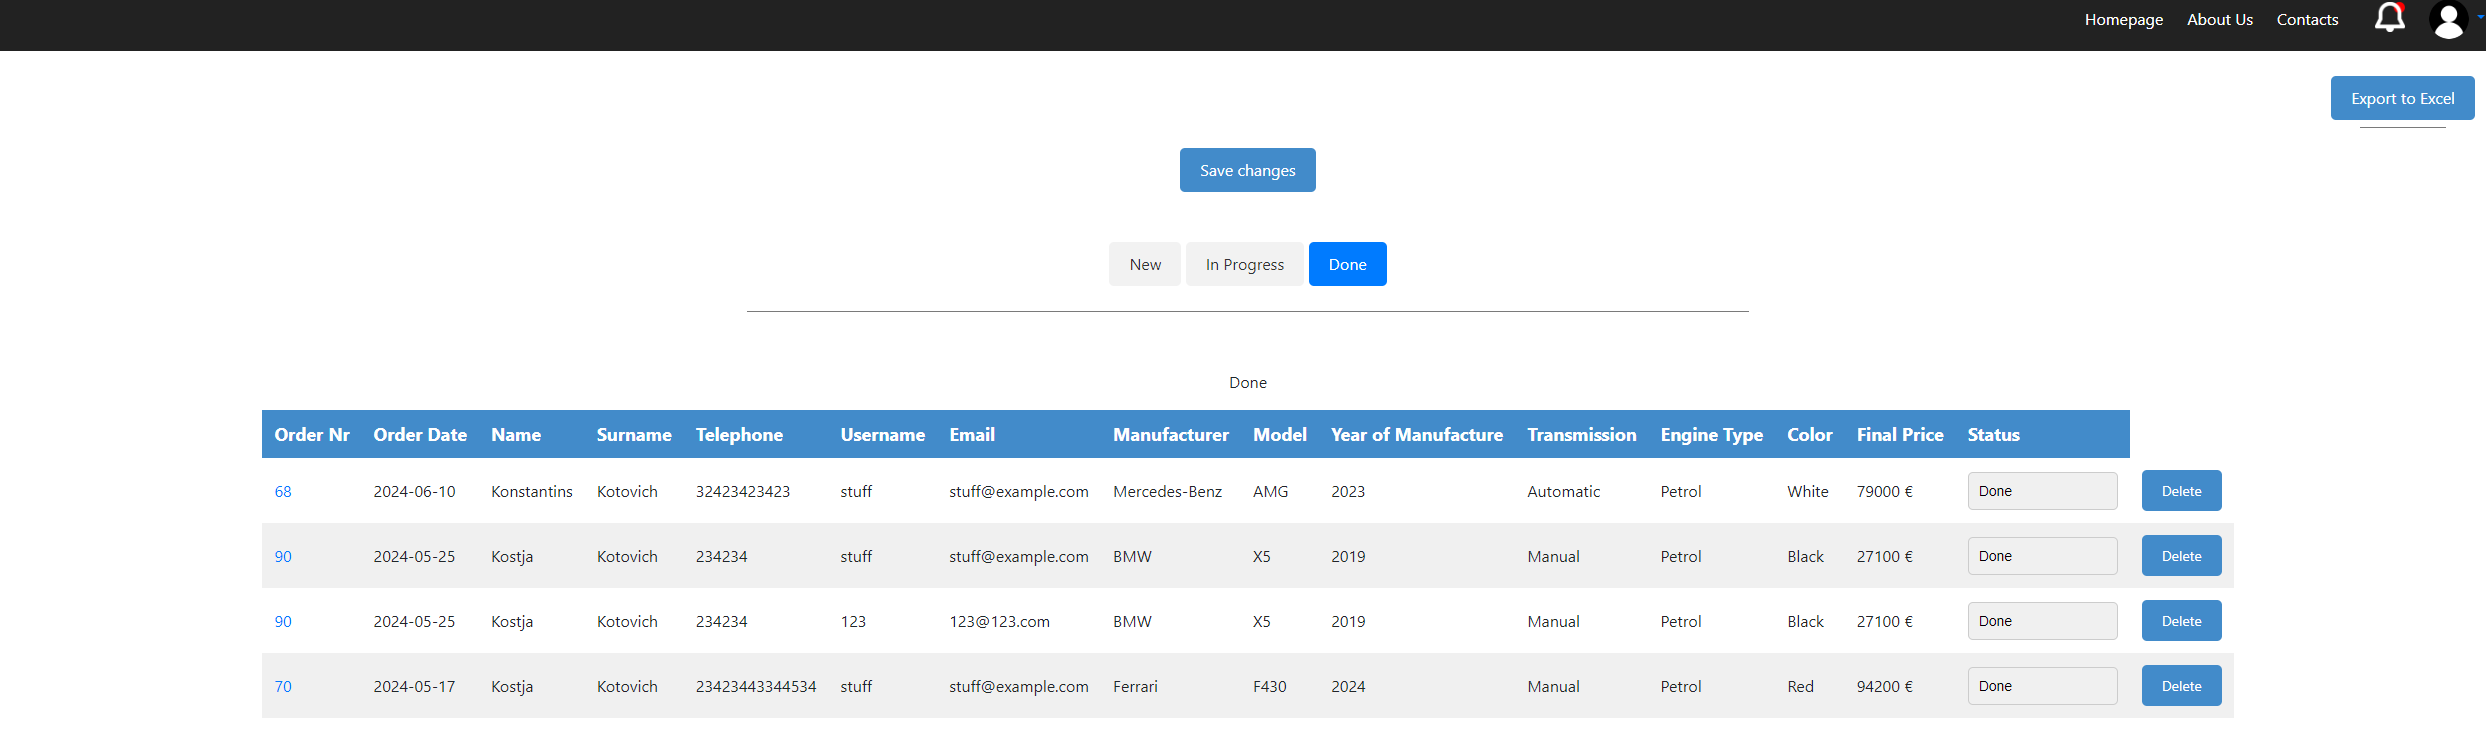 Homepage About Us Contacts
Export to Excel
Save changes
New In Progress Done
Done
Order Nr Order Date Name Surname Telephone Username Email Manufacturer Model Year of Manufacture Transmission Engine Type Color Final Price Status
68 2024-06-10 Konstantins Kotovich 32423423423 stuff stuff@example.com Mercedes-Benz AMG 2023 Automatic Petrol White 79000 € Done Delete
90 2024-05-25 Kostja Kotovich 234234 stuff stuff@example.com BMW X5 2019 Manual Petrol Black 27100 € Done Delete
90 2024-05-25 Kostja Kotovich 234234 123 123@123.com BMW X5 2019 Manual Petrol Black 27100 € Done Delete
70 2024-05-17 Kostja Kotovich 23423443344534 stuff stuff@example.com Ferrari F430 2024 Manual Petrol Red 94200 € Done Delete